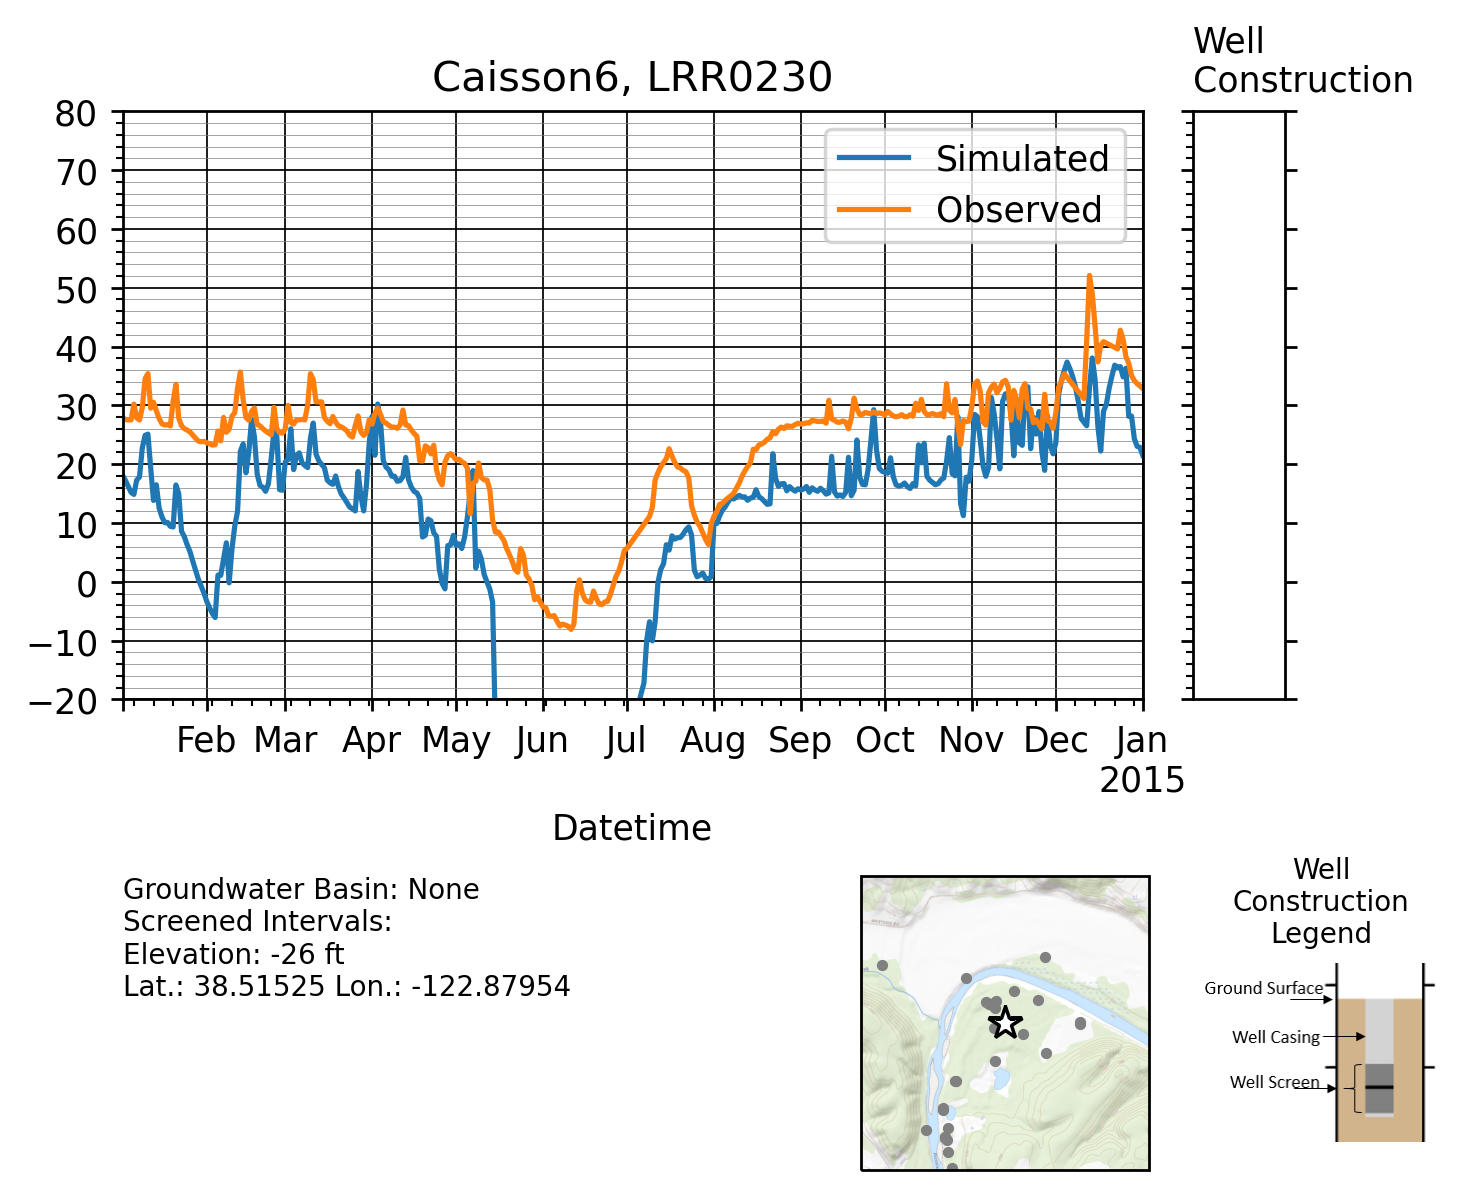 Well
Construction
Caisson6, LRR0230
80
70
60
50
40
30
20
10
0
−10
−20
Simulated
Observed
Feb Mar Apr May Jun Jul Aug Sep Oct Nov Dec Jan
2015
Datetime
Groundwater Basin: None
Screened Intervals:
Elevation: -26 ft
Lat.: 38.51525 Lon.: -122.87954
Well
Construction
Legend
Ground Surface
Well Casing
Well Screen